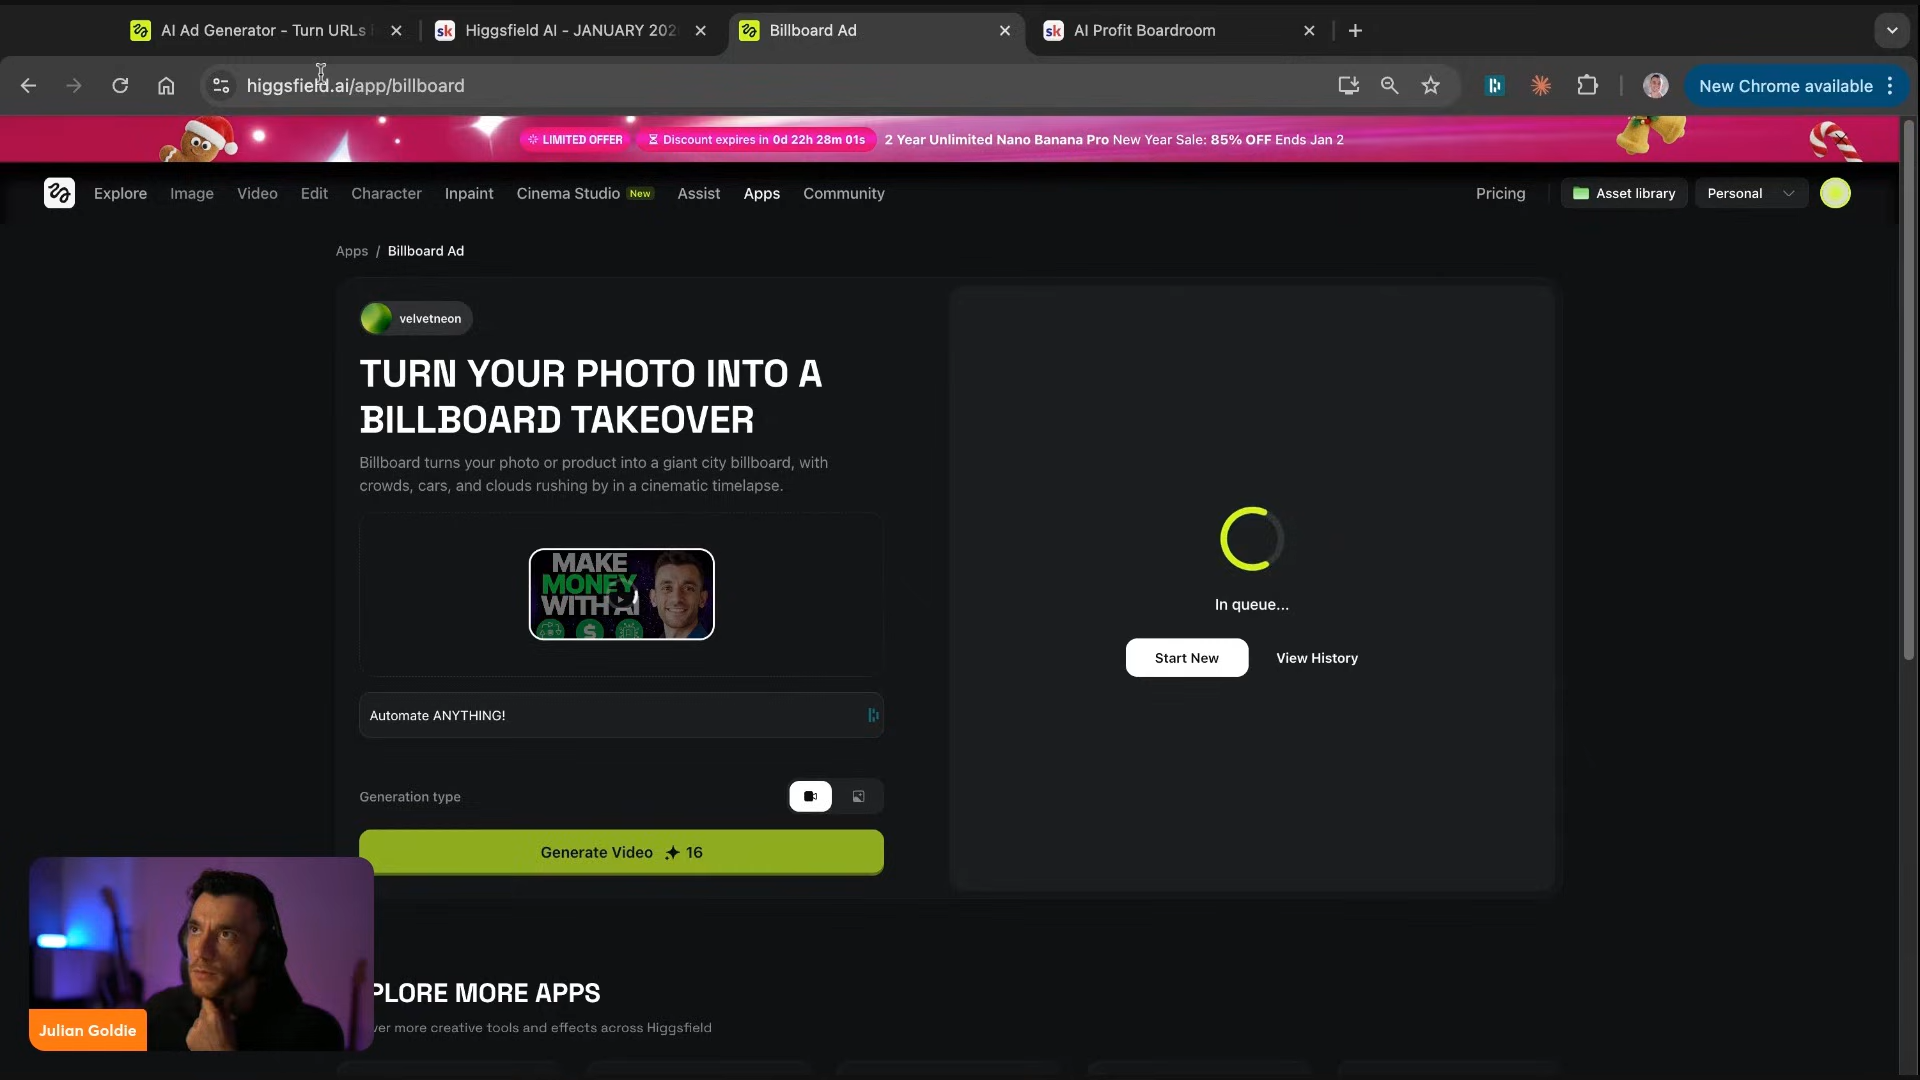 AI Ad Generator - Turn URLs
Higgsfield AI - JANUARY 202
Billboard Ad
AI Profit Boardroom
higgsfield.ai/app/billboard
New Chrome available
LIMITED OFFER
Discount expires in 0d 22h 28m 01s
2 Year Unlimited Nano Banana Pro New Year Sale: 85% OFF Ends Jan 2
Explore
Image
Video
Edit
Character
Inpaint
Cinema Studio New
Assist
Apps
Community
Pricing
Asset library
Personal
Apps / Billboard Ad
velvetneon
TURN YOUR PHOTO INTO A
BILLBOARD TAKEOVER
Billboard turns your photo or product into a giant city billboard, with
crowds, cars, and clouds rushing by in a cinematic timelapse.
MAKE
MONEY
WITH AI
Automate ANYTHING!
Generation type
Generate Video 16
In queue...
Start New
View History
PLORE MORE APPS
ver more creative tools and effects across Higgsfield
Julian Goldie